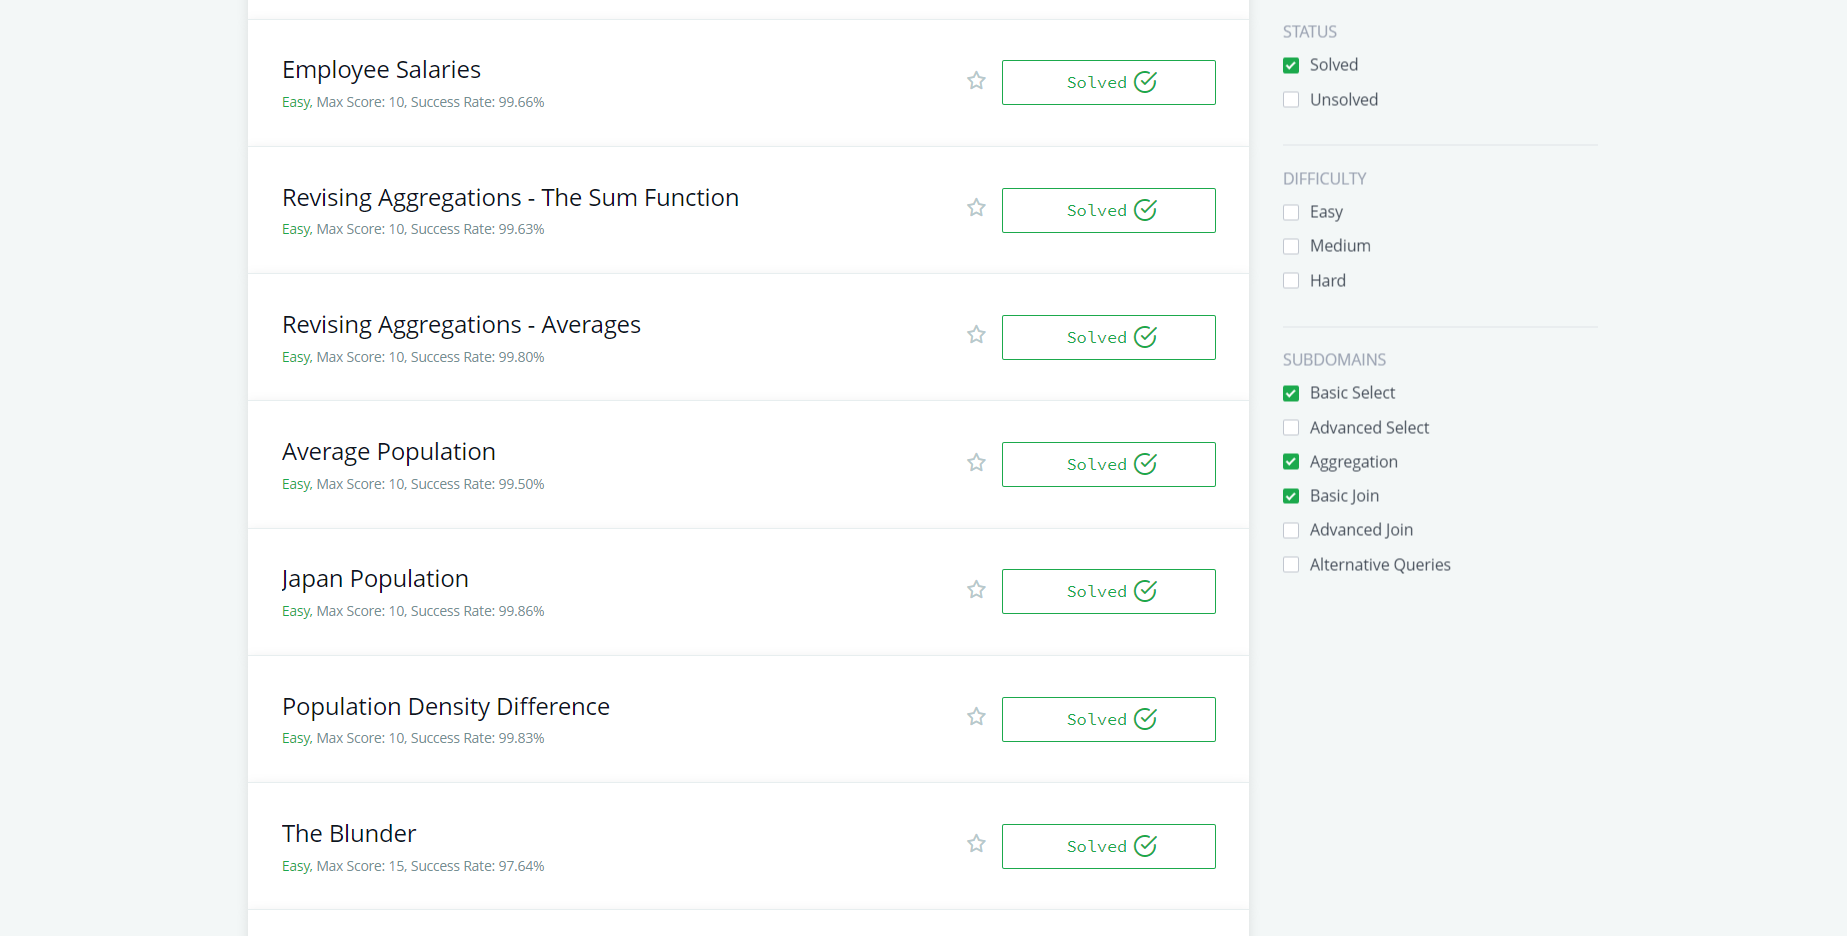 Employee Salaries
Easy, Max Score: 10, Success Rate: 99.66%
Solved
Revising Aggregations - The Sum Function
Easy, Max Score: 10, Success Rate: 99.63%
Solved
Revising Aggregations - Averages
Easy, Max Score: 10, Success Rate: 99.80%
Solved
Average Population
Easy, Max Score: 10, Success Rate: 99.50%
Solved
Japan Population
Easy, Max Score: 10, Success Rate: 99.86%
Solved
Population Density Difference
Easy, Max Score: 10, Success Rate: 99.83%
Solved
The Blunder
Easy, Max Score: 15, Success Rate: 97.64%
Solved
STATUS
Solved
Unsolved
DIFFICULTY
Easy
Medium
Hard
SUBDOMAINS
Basic Select
Advanced Select
Aggregation
Basic Join
Advanced Join
Alternative Queries